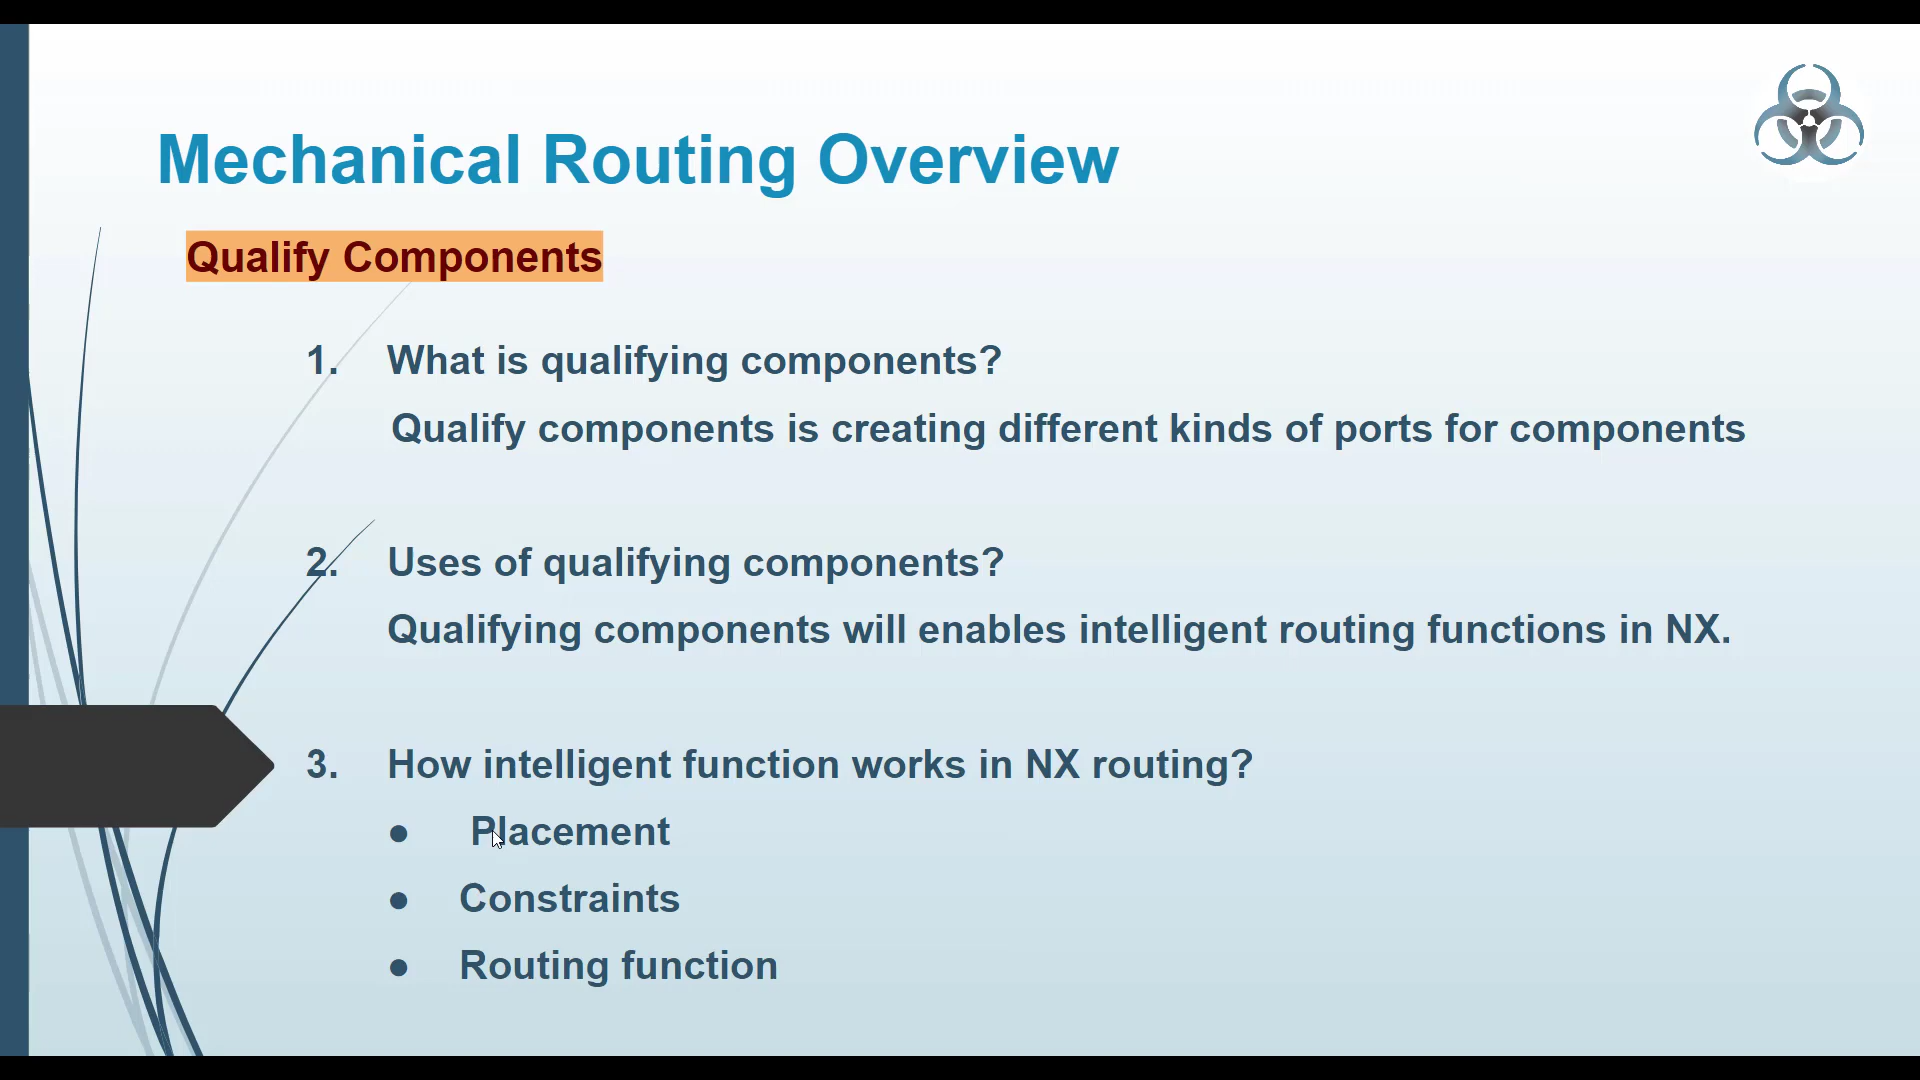 Mechanical Routing Overview
Qualify Components
1. What is qualifying components?
Qualify components is creating different kinds of ports for components
2. Uses of qualifying components?
Qualifying components will enables intelligent routing functions in NX.
3. How intelligent function works in NX routing?
● Placement
● Constraints
● Routing function